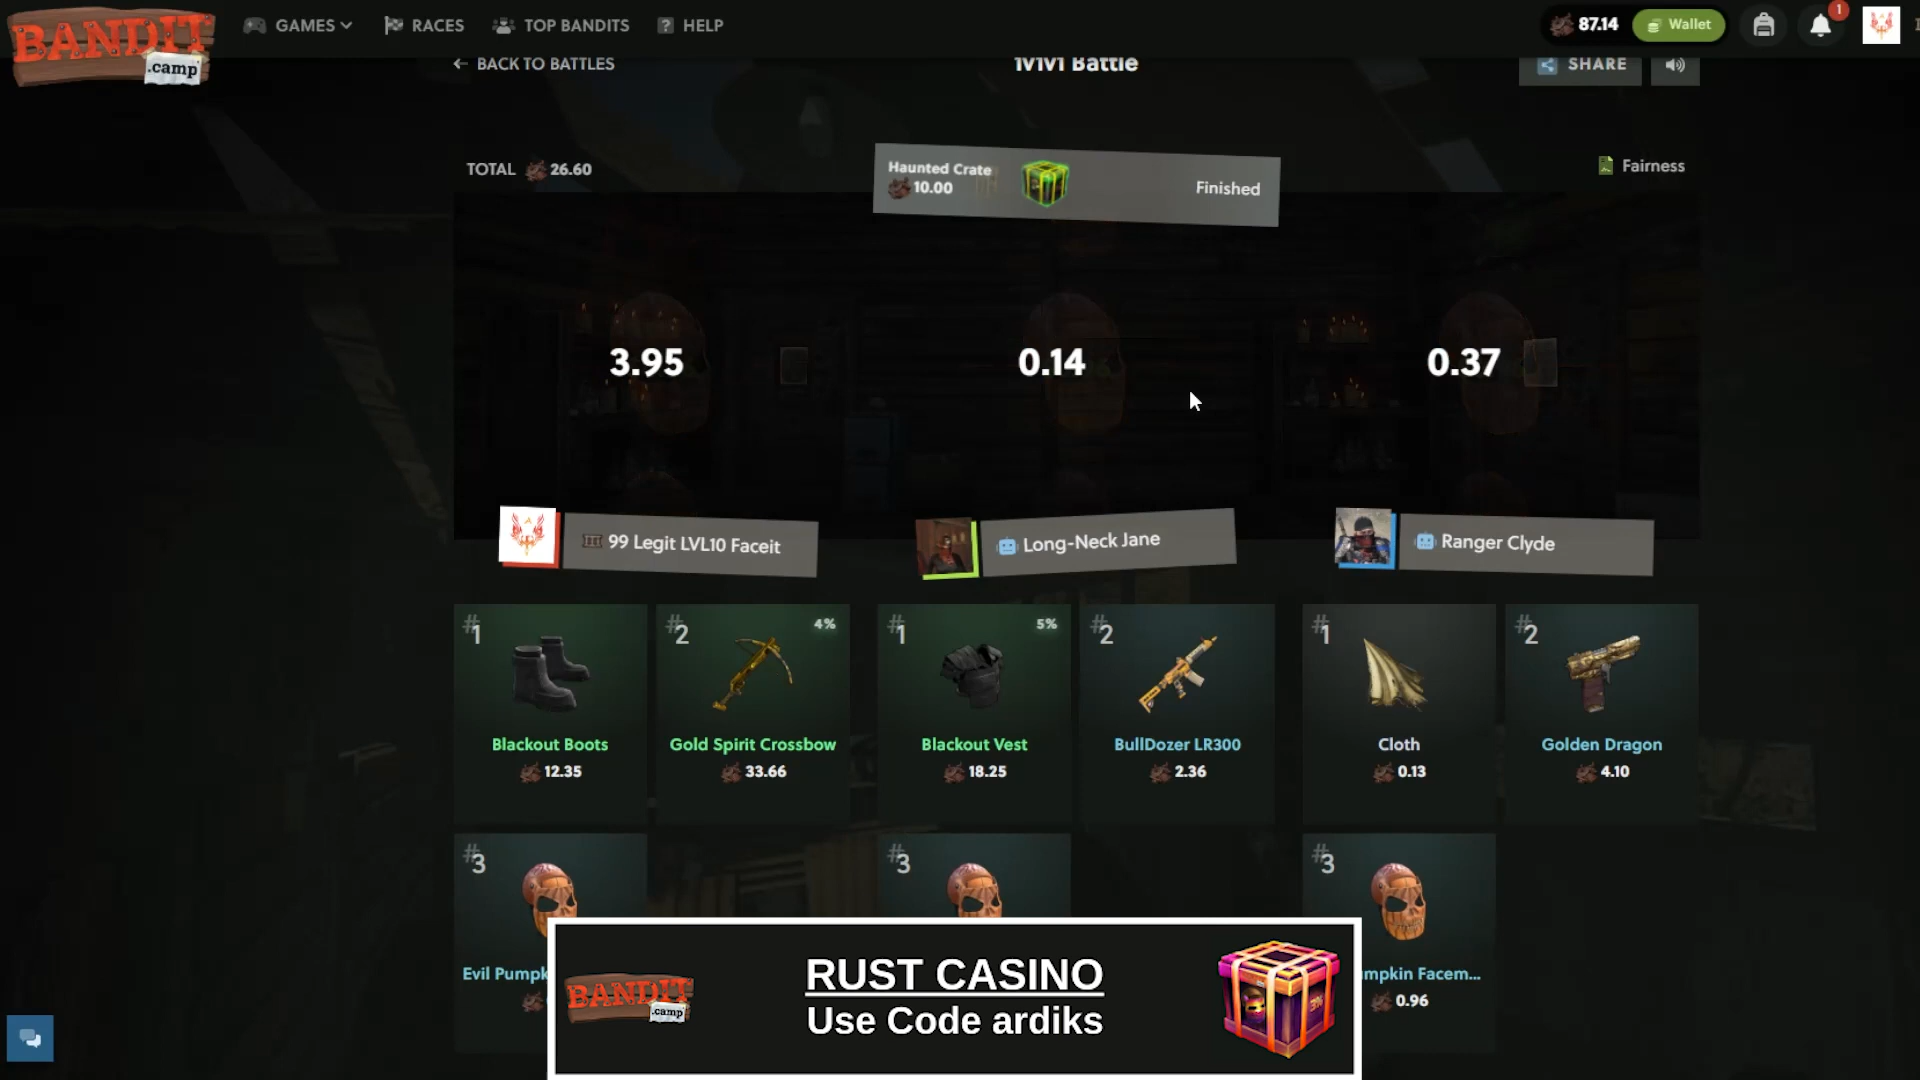 BANDIT
.camp
GAMES
RACES
TOP BANDITS
HELP
87.14
Wallet
1
BACK TO BATTLES
1v1v1 Battle
SHARE
TOTAL 26.60
Haunted Crate
10.00
Finished
Fairness
3.95
0.14
0.37
99 Legit LVL10 Faceit
Long-Neck Jane
Ranger Clyde
#1
Blackout Boots
12.35
#2
4%
Gold Spirit Crossbow
33.66
#1
5%
Blackout Vest
18.25
#2
BullDozer LR300
2.36
#1
Cloth
0.13
#2
Golden Dragon
4.10
#3
Evil Pumpk
#3
#3
mpkin Facem...
0.96
BANDIT
.camp
RUST CASINO
Use Code ardiks
3%